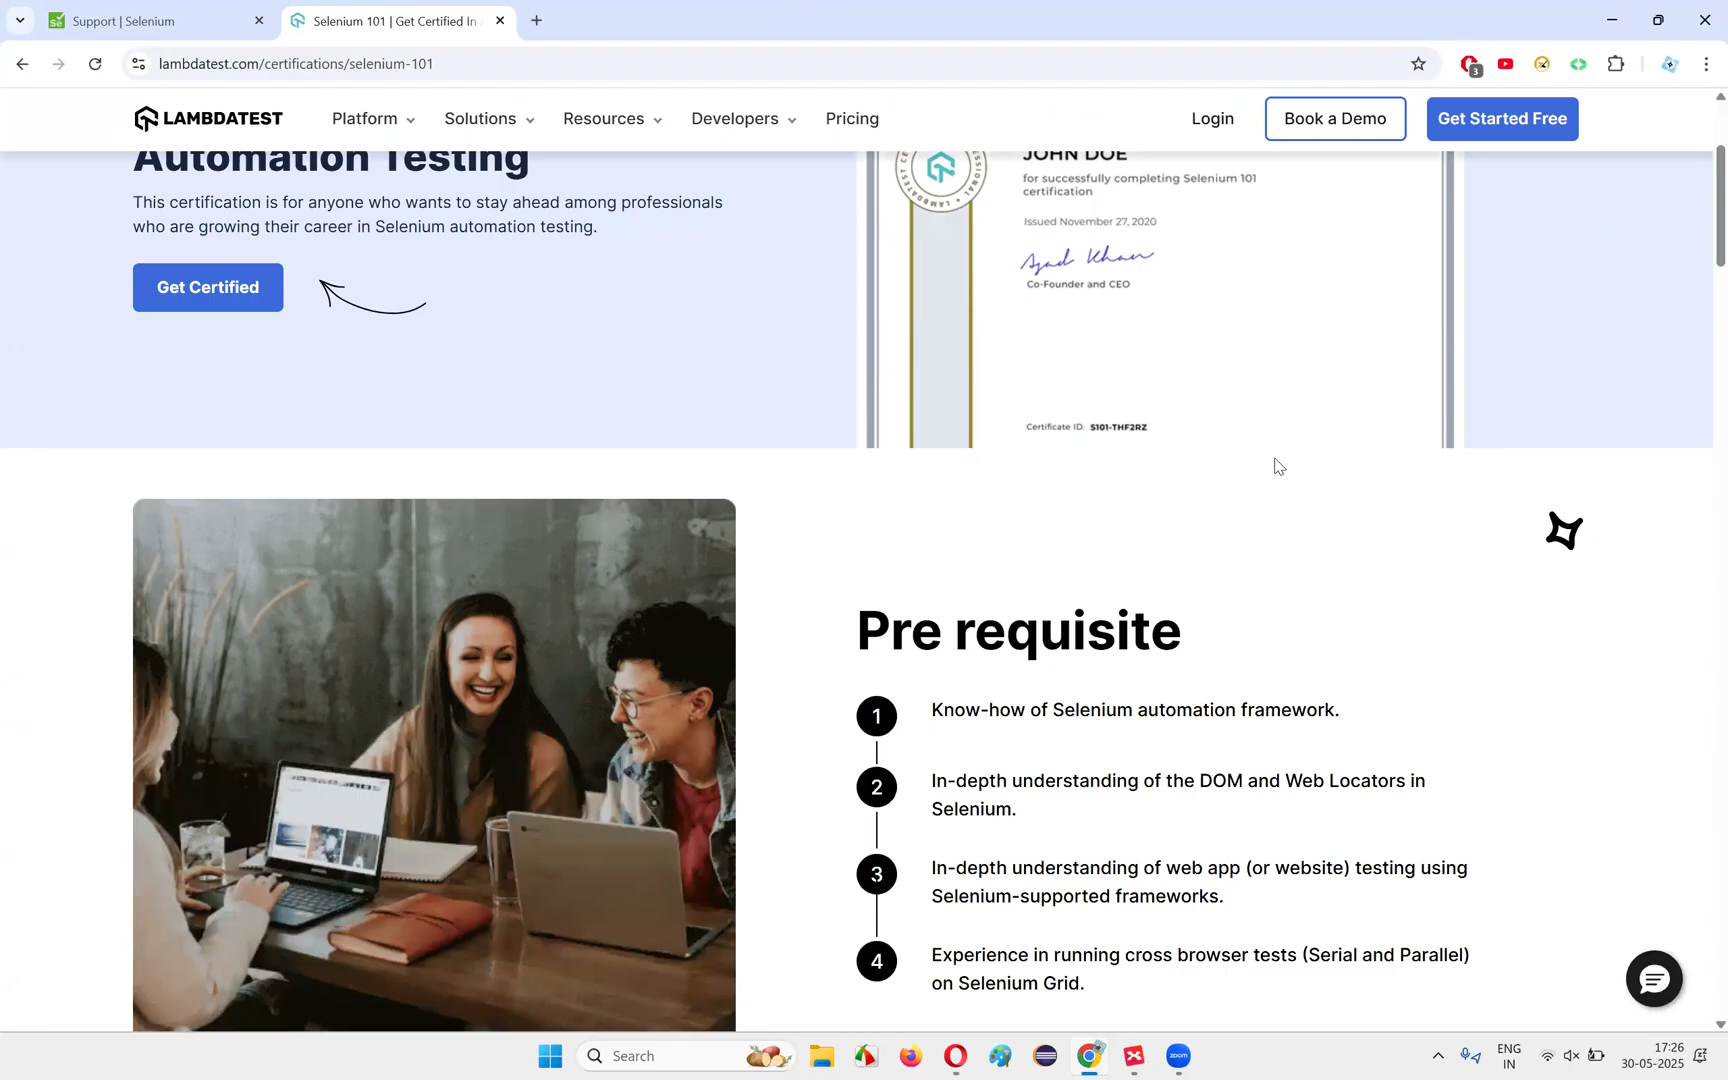 Support | Selenium
Selenium 101 | Get Certified In
lambdatest.com/certifications/selenium-101
3
LAMBDATEST
Platform
Solutions
Resources
Developers
Pricing
Login
Book a Demo
Get Started Free
Automation Testing
This certification is for anyone who wants to stay ahead among professionals
who are growing their career in Selenium automation testing.
Get Certified
JOHN DOE
for successfully completing Selenium 101
certification
Issued November 27, 2020
Co-Founder and CEO
Certificate ID: S101-THF2RZ
Pre requisite
1
Know-how of Selenium automation framework.
2
In-depth understanding of the DOM and Web Locators in
Selenium.
3
In-depth understanding of web app (or website) testing using
Selenium-supported frameworks.
4
Experience in running cross browser tests (Serial and Parallel)
on Selenium Grid.
Search
zoom
ENG
IN
17:26
30-05-2025